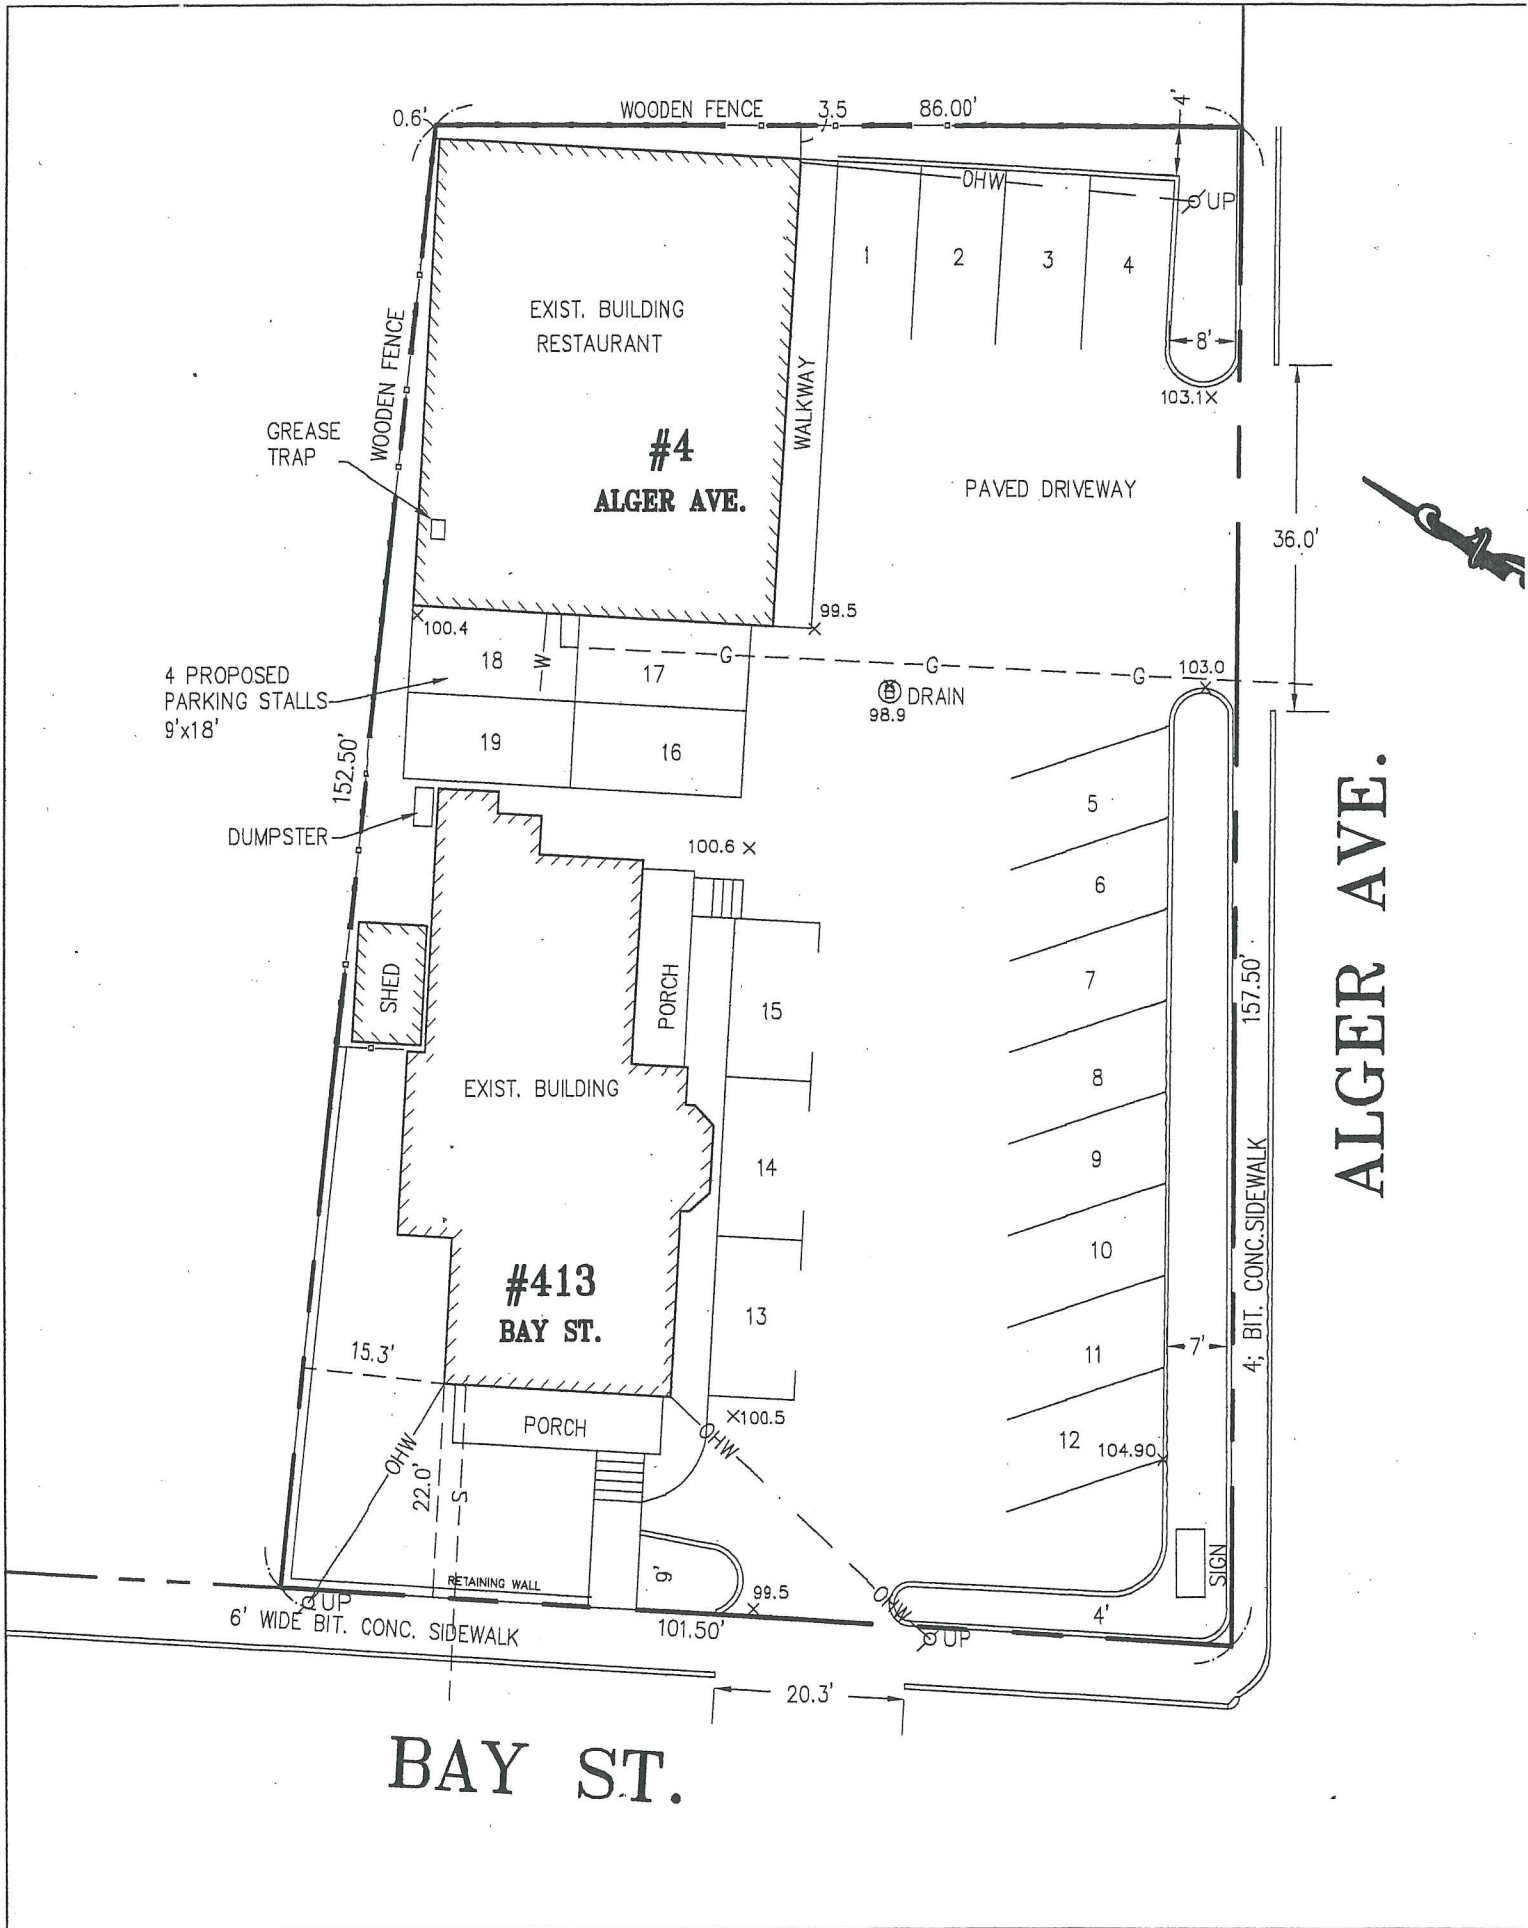 WOODEN FENCE
3.5
86.00'
0.6'
4'
OHW
UP
1
2
3
4
EXIST. BUILDING
RESTAURANT
WOODEN FENCE
8'
103.1×
WALKWAY
GREASE
TRAP
#4
ALGER AVE.
PAVED DRIVEWAY
36.0'
100.4
99.5
18
W
17
G
G
G
103.0
4 PROPOSED
PARKING STALLS
9'x18'
DRAIN
98.9
19
16
152.50'
DUMPSTER
100.6 ×
5
6
7
8
9
10
11
12
104.90
SHED
PORCH
15
14
13
EXIST. BUILDING
157.50'
ALGER AVE.
#413
BAY ST.
4; BIT. CONC.SIDEWALK
7'
15.3'
PORCH
×100.5
OHW
OHW
22.0'
S
SIGN
RETAINING WALL
9'
99.5
OHW
4'
UP
UP
6' WIDE BIT. CONC. SIDEWALK
101.50'
20.3'
BAY ST.